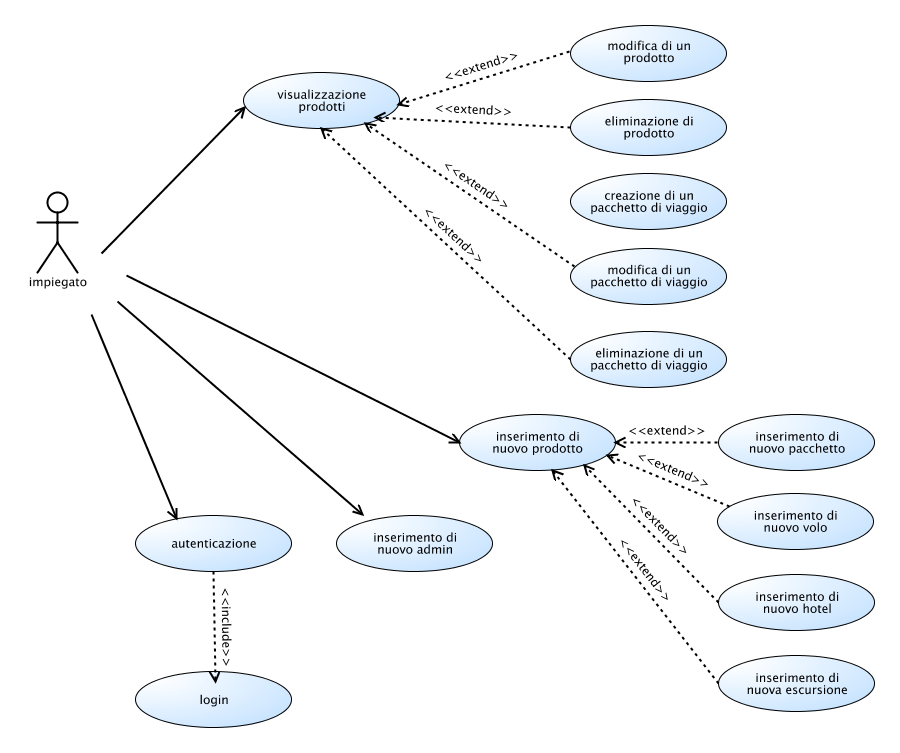 modifica di un
prodotto
<<extend>>
visualizzazione
prodotti
<<extend>>
eliminazione di
prodotto
<<extend>>
creazione di un
pacchetto di viaggio
<<extend>>
modifica di un
pacchetto di viaggio
impiegato
eliminazione di un
pacchetto di viaggio
inserimento di
nuovo prodotto
<<extend>>
inserimento di
nuovo pacchetto
<<extend>>
inserimento di
nuovo volo
<<extend>>
autenticazione
inserimento di
nuovo admin
<<extend>>
inserimento di
nuovo hotel
<<include>>
login
inserimento di
nuova escursione